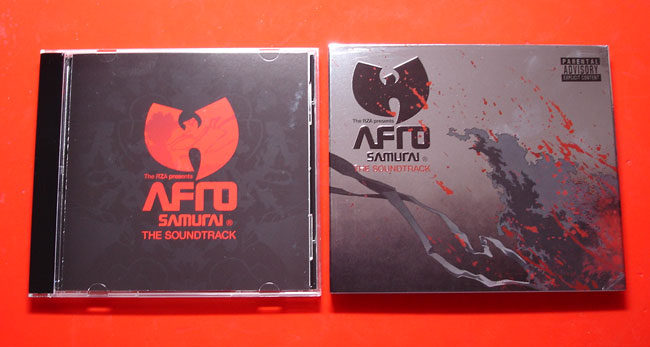 The RZA presents
AFrO
SAMUrAI ®
THE SOUNDTRACK
The RZA presents
AFrO
SAMUrAI ®
THE SOUNDTRACK
PARENTAL
ADVISORY
EXPLICIT CONTENT